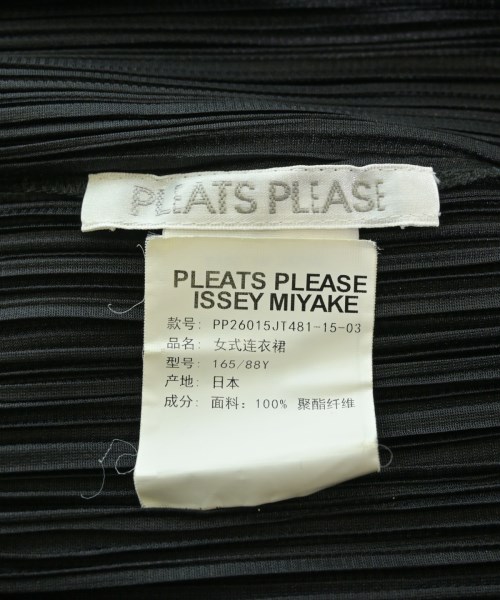 PLEATS PLEASE
PLEATS PLEASE
ISSEY MIYAKE
款号: PP26015JT481-15-03
品名: 女式连衣裙
型号: 165/88Y
产地: 日本
成分: 面料: 100% 聚酯纤维